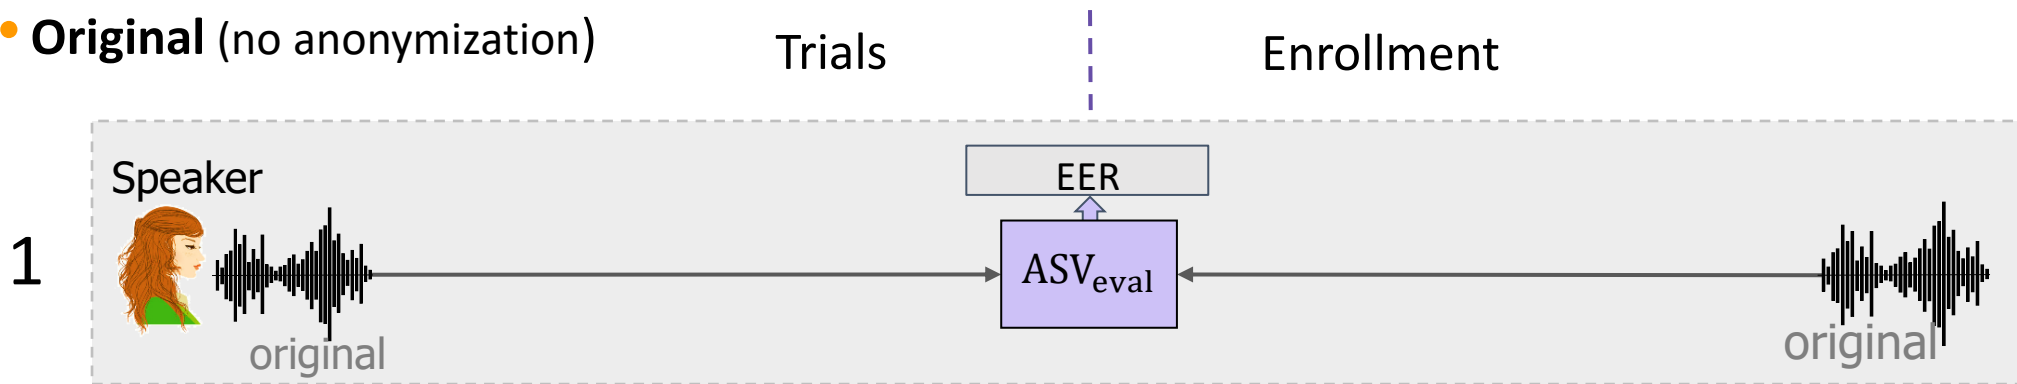 • Original (no anonymization)
Trials
Enrollment
Speaker
EER
1
ASVeval
original
original